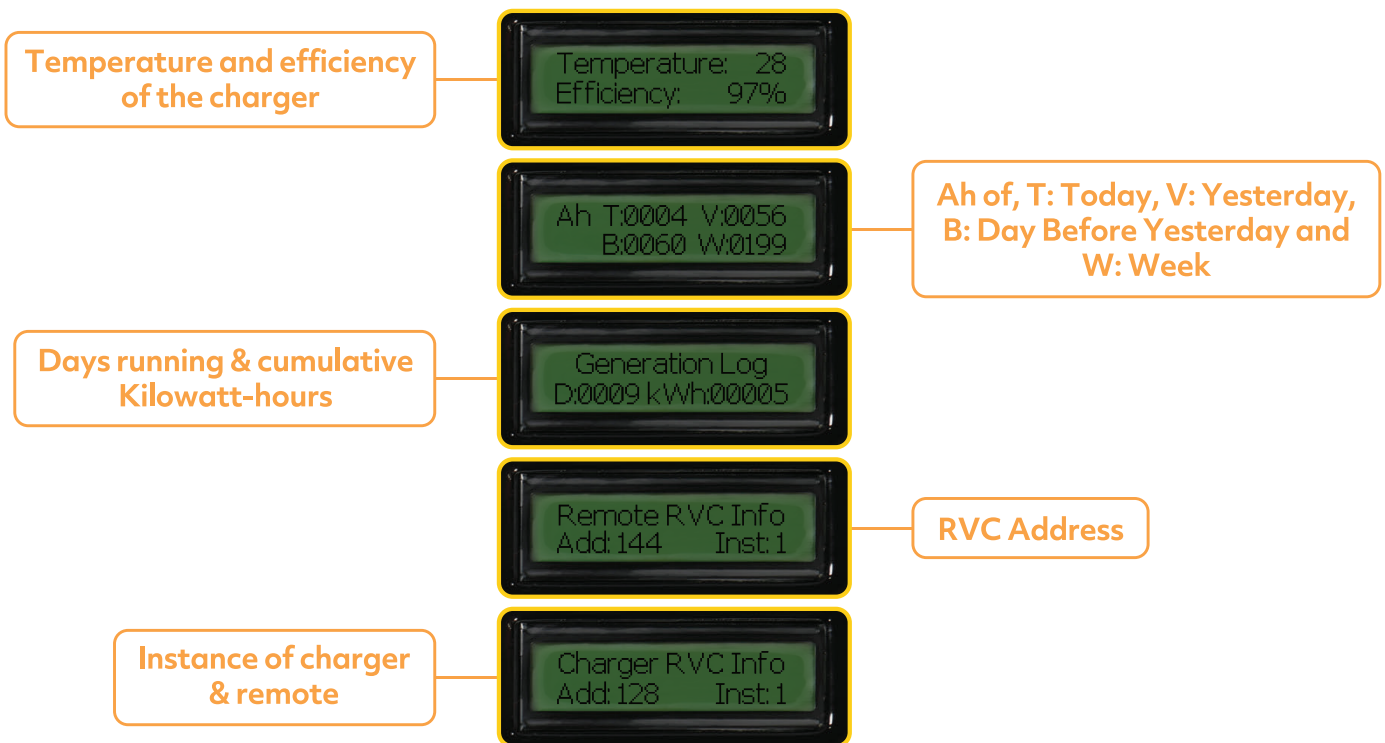 Temperature and efficiency
of the charger
Temperature: 28
Efficiency: 97%
Ah T:0004 V:0056
B:0060 W:0199
Ah of, T: Today, V: Yesterday,
B: Day Before Yesterday and
W: Week
Days running & cumulative
Kilowatt-hours
Generation Log
D:0009 kWh:00005
Remote RVC Info
Add: 144 Inst: 1
RVC Address
Instance of charger
& remote
Charger RVC Info
Add: 128 Inst: 1